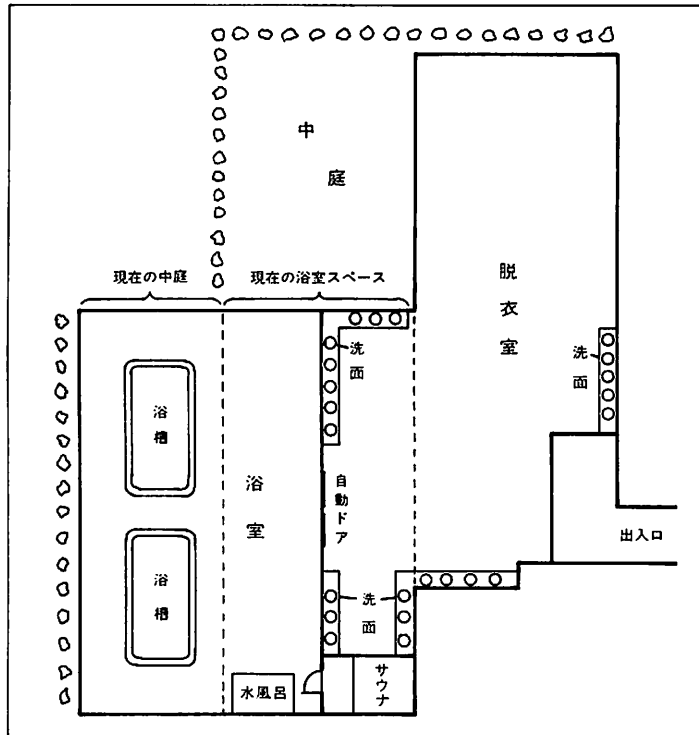 中庭
現在の中庭
現在の浴室スペース
脱衣室
洗面
洗面
浴槽
浴室
自動ドア
出入口
浴槽
洗面
水風呂
サウナ